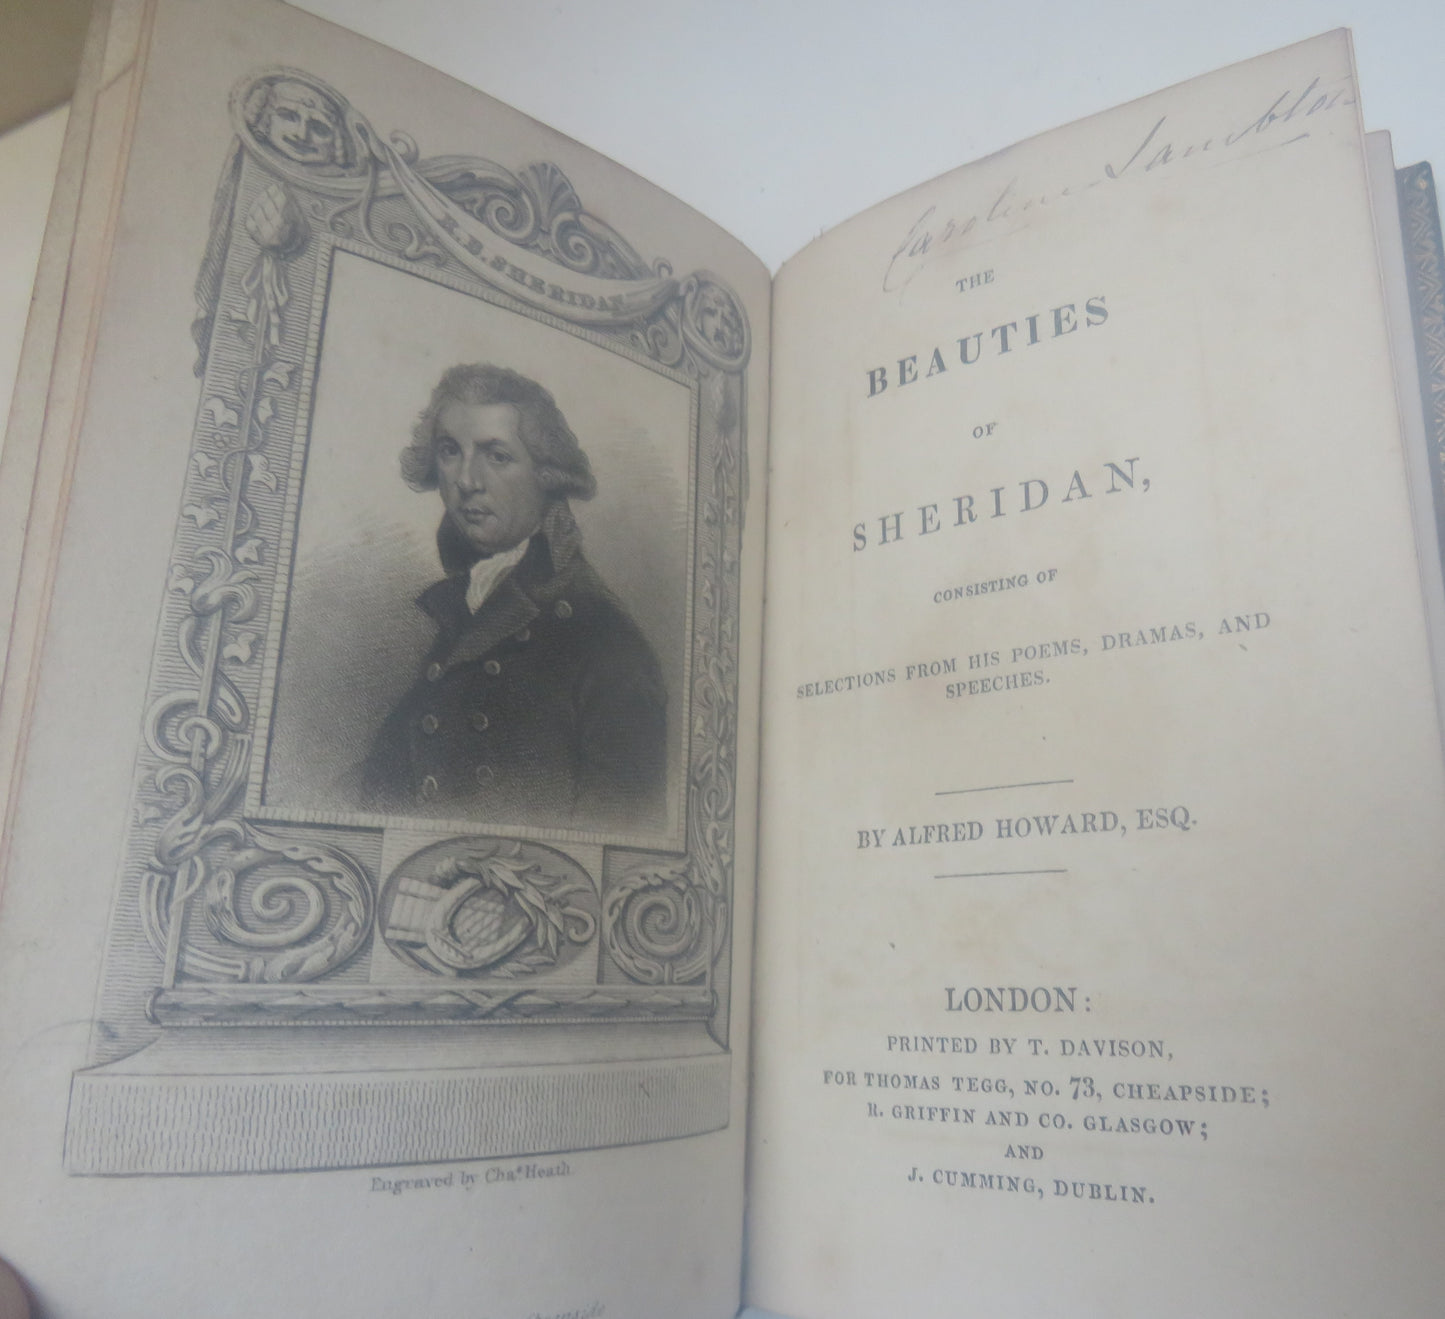 R.B. SHERIDAN
Engraved by Chaˢ Heath
Cheapside
Caroline Lambton
THE
BEAUTIES
OF
SHERIDAN,
CONSISTING OF
SELECTIONS FROM HIS POEMS, DRAMAS, AND
SPEECHES.
BY ALFRED HOWARD, ESQ.
LONDON:
PRINTED BY T. DAVISON,
FOR THOMAS TEGG, NO. 73, CHEAPSIDE;
R. GRIFFIN AND CO. GLASGOW;
AND
J. CUMMING, DUBLIN.